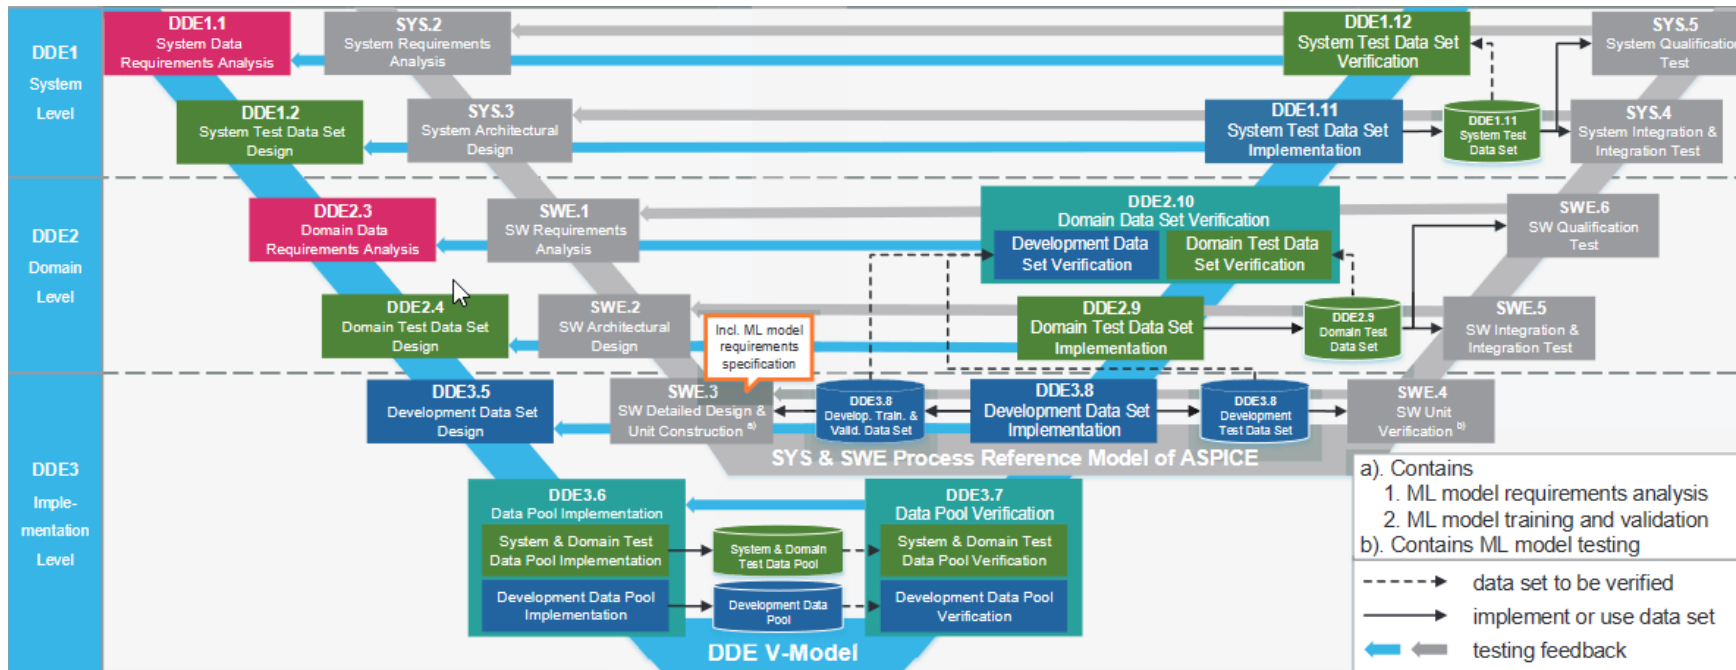 DDE1
System
Level
DDE1.1
System Data
Requirements Analysis
SYS.2
System Requirements
Analysis
DDE1.12
System Test Data Set
Verification
SYS.5
System Qualification
Test
DDE1.2
System Test Data Set
Design
SYS.3
System Architectural
Design
DDE1.11
System Test Data Set
Implementation
DDE1.11
System Test
Data Set
SYS.4
System Integration &
Integration Test
DDE2
Domain
Level
DDE2.3
Domain Data
Requirements Analysis
SWE.1
SW Requirements
Analysis
DDE2.10
Domain Data Set Verification
Development Data
Set Verification
Domain Test Data
Set Verification
SWE.6
SW Qualification
Test
DDE2.4
Domain Test Data Set
Design
SWE.2
SW Architectural
Design
Incl. ML model
requirements
specification
DDE2.9
Domain Test Data Set
Implementation
DDE2.9
Domain Test
Data Set
SWE.5
SW Integration &
Integration Test
DDE3
Imple-
mentation
Level
DDE3.5
Development Data Set
Design
SWE.3
SW Detailed Design &
Unit Construction a)
DDE3.8
Develop. Train. &
Valid. Data Set
DDE3.8
Development Data Set
Implementation
DDE3.8
Development
Test Data Set
SWE.4
SW Unit
Verification b)
SYS & SWE Process Reference Model of ASPICE
DDE3.6
Data Pool Implementation
System & Domain Test
Data Pool Implementation
Development Data Pool
Implementation
System & Domain
Test Data Pool
Development Data
Pool
DDE3.7
Data Pool Verification
System & Domain Test
Data Pool Verification
Development Data Pool
Verification
DDE V-Model
a). Contains
1. ML model requirements analysis
2. ML model training and validation
b). Contains ML model testing
data set to be verified
implement or use data set
testing feedback